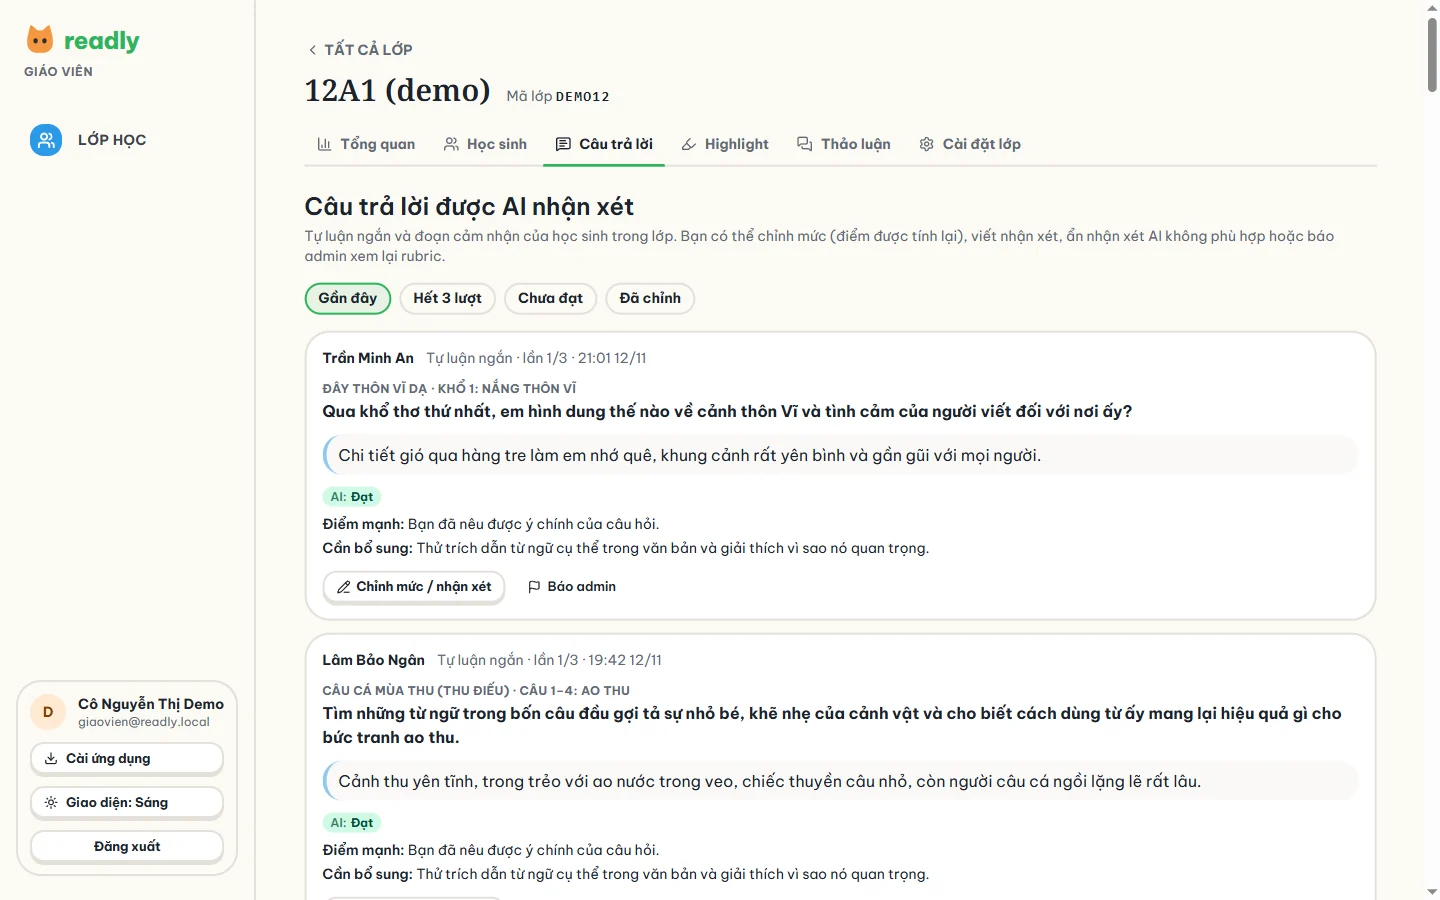 readly
GIÁO VIÊN
LỚP HỌC
D
Cô Nguyễn Thị Demo
giaovien@readly.local
Cài ứng dụng
Giao diện: Sáng
Đăng xuất
TẤT CẢ LỚP
12A1 (demo) Mã lớp DEMO12
Tổng quan Học sinh Câu trả lời Highlight Thảo luận Cài đặt lớp
Câu trả lời được AI nhận xét
Tự luận ngắn và đoạn cảm nhận của học sinh trong lớp. Bạn có thể chỉnh mức (điểm được tính lại), viết nhận xét, ẩn nhận xét AI không phù hợp hoặc báo
admin xem lại rubric.
Gần đây Hết 3 lượt Chưa đạt Đã chỉnh
Trần Minh An Tự luận ngắn · lần 1/3 · 21:01 12/11
ĐÂY THÔN VĨ DẠ · KHỔ 1: NẮNG THÔN VĨ
Qua khổ thơ thứ nhất, em hình dung thế nào về cảnh thôn Vĩ và tình cảm của người viết đối với nơi ấy?
Chi tiết gió qua hàng tre làm em nhớ quê, khung cảnh rất yên bình và gần gũi với mọi người.
AI: Đạt
Điểm mạnh: Bạn đã nêu được ý chính của câu hỏi.
Cần bổ sung: Thử trích dẫn từ ngữ cụ thể trong văn bản và giải thích vì sao nó quan trọng.
Chỉnh mức / nhận xét Báo admin
Lâm Bảo Ngân Tự luận ngắn · lần 1/3 · 19:42 12/11
CÂU CÁ MÙA THU (THU ĐIẾU) · CÂU 1–4: AO THU
Tìm những từ ngữ trong bốn câu đầu gợi tả sự nhỏ bé, khẽ nhẹ của cảnh vật và cho biết cách dùng từ ấy mang lại hiệu quả gì cho
bức tranh ao thu.
Cảnh thu yên tĩnh, trong trẻo với ao nước trong veo, chiếc thuyền câu nhỏ, còn người câu cá ngồi lặng lẽ rất lâu.
AI: Đạt
Điểm mạnh: Bạn đã nêu được ý chính của câu hỏi.
Cần bổ sung: Thử trích dẫn từ ngữ cụ thể trong văn bản và giải thích vì sao nó quan trọng.